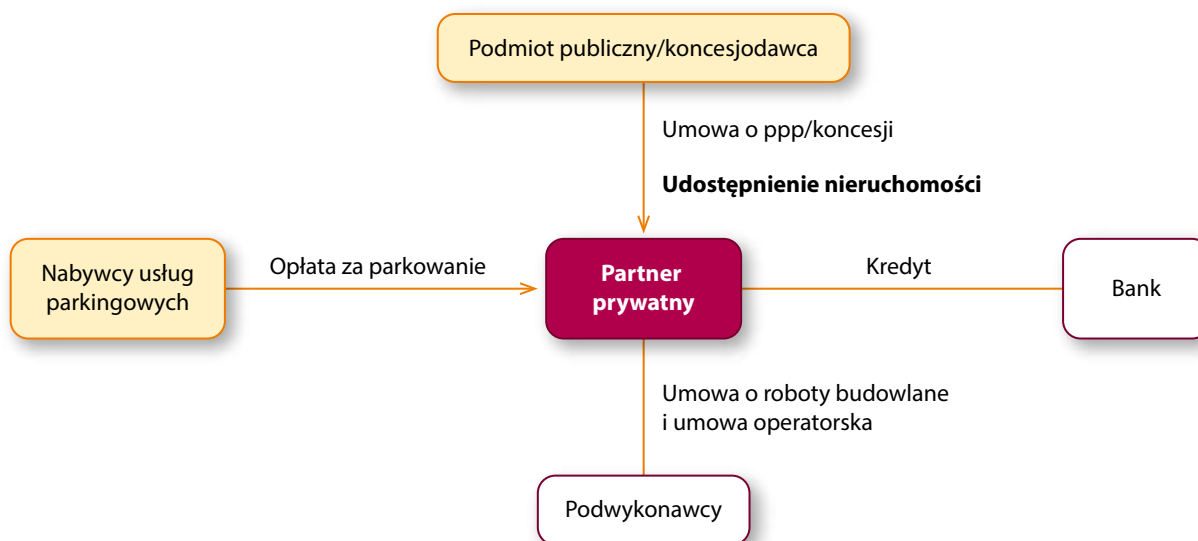 Podmiot publiczny/koncesjodawca
Umowa o ppp/koncesji
Udostępnienie nieruchomości
Nabywcy usług
parkingowych
Opłata za parkowanie
Partner
prywatny
Kredyt
Bank
Umowa o roboty budowlane
i umowa operatorska
Podwykonawcy